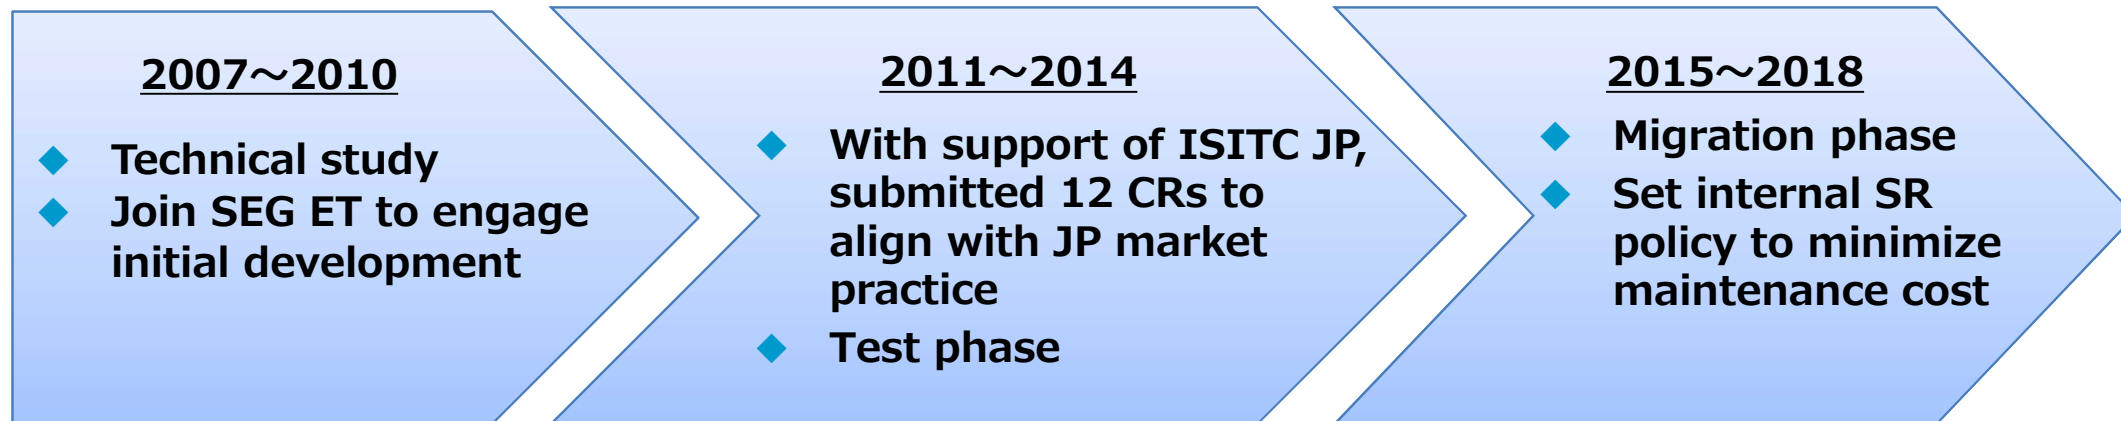 2007～2010
Technical study
Join SEG ET to engage
initial development
2011～2014
With support of ISITC JP,
submitted 12 CRs to
align with JP market
practice
Test phase
2015～2018
Migration phase
Set internal SR
policy to minimize
maintenance cost